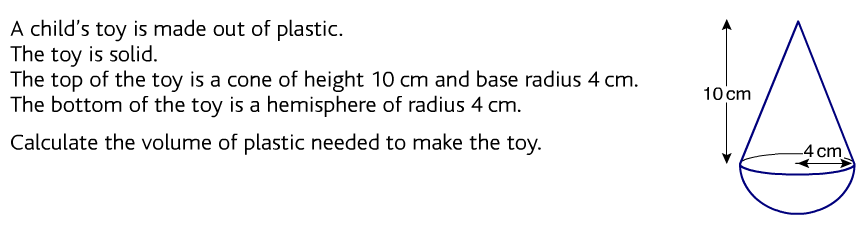 A child’s toy is made out of plastic.
The toy is solid.
The top of the toy is a cone of height 10 cm and base radius 4 cm.
The bottom of the toy is a hemisphere of radius 4 cm.
Calculate the volume of plastic needed to make the toy.
10 cm
4 cm